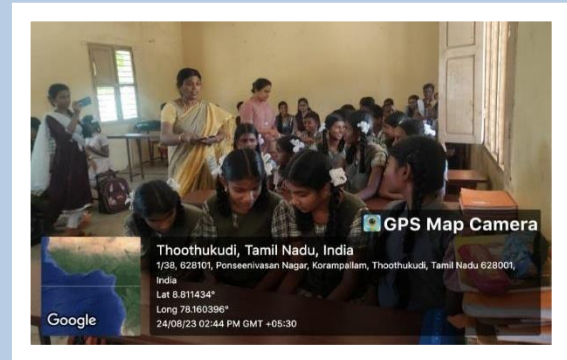 GPS Map Camera
Thoothukudi, Tamil Nadu, India
1/38, 628101, Ponseenivasan Nagar, Korampallam, Thoothukudi, Tamil Nadu 628001,
India
Lat 8.811434°
Long 78.160396°
24/08/23 02:44 PM GMT +05:30
Google